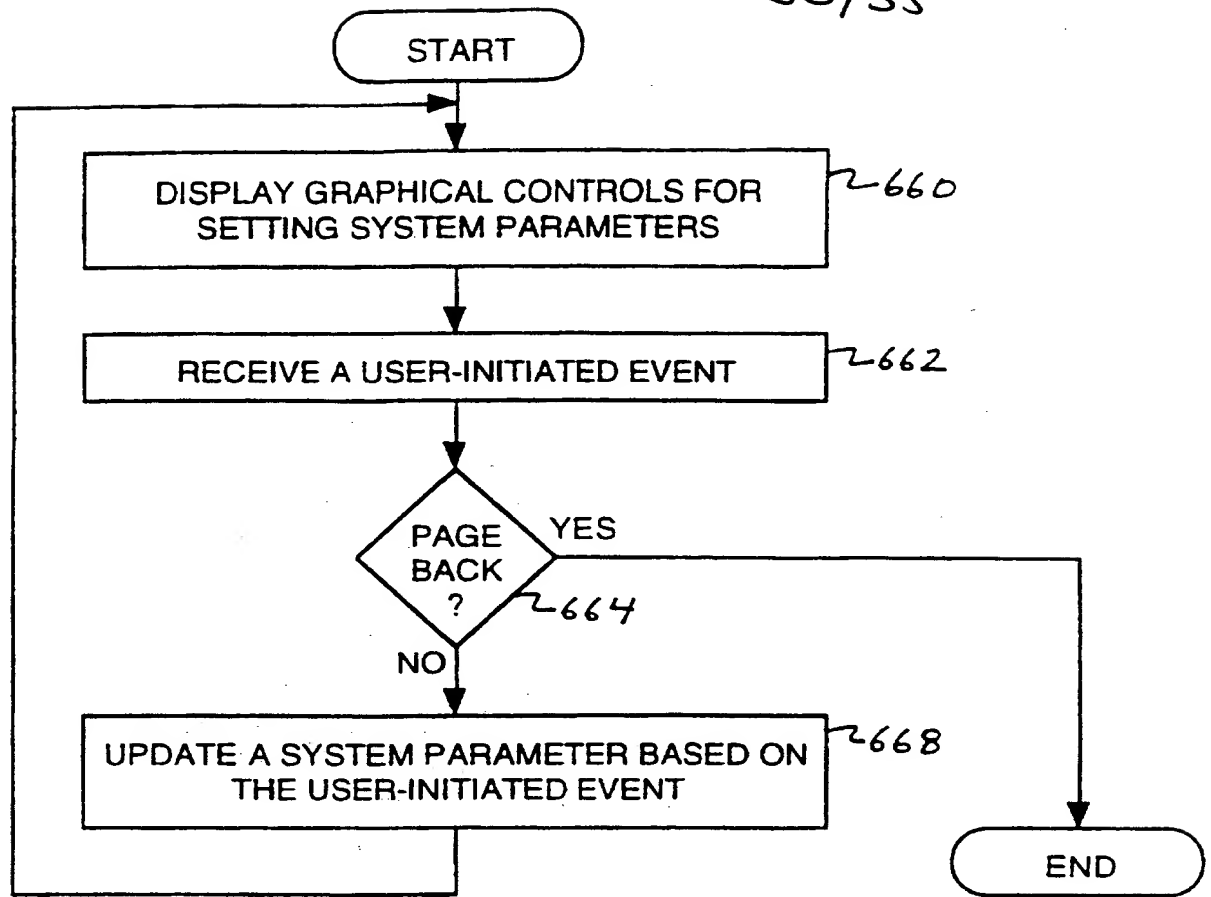 START
DISPLAY GRAPHICAL CONTROLS FOR
SETTING SYSTEM PARAMETERS
660
RECEIVE A USER-INITIATED EVENT
662
PAGE
BACK
?
YES
664
NO
UPDATE A SYSTEM PARAMETER BASED ON
THE USER-INITIATED EVENT
668
END